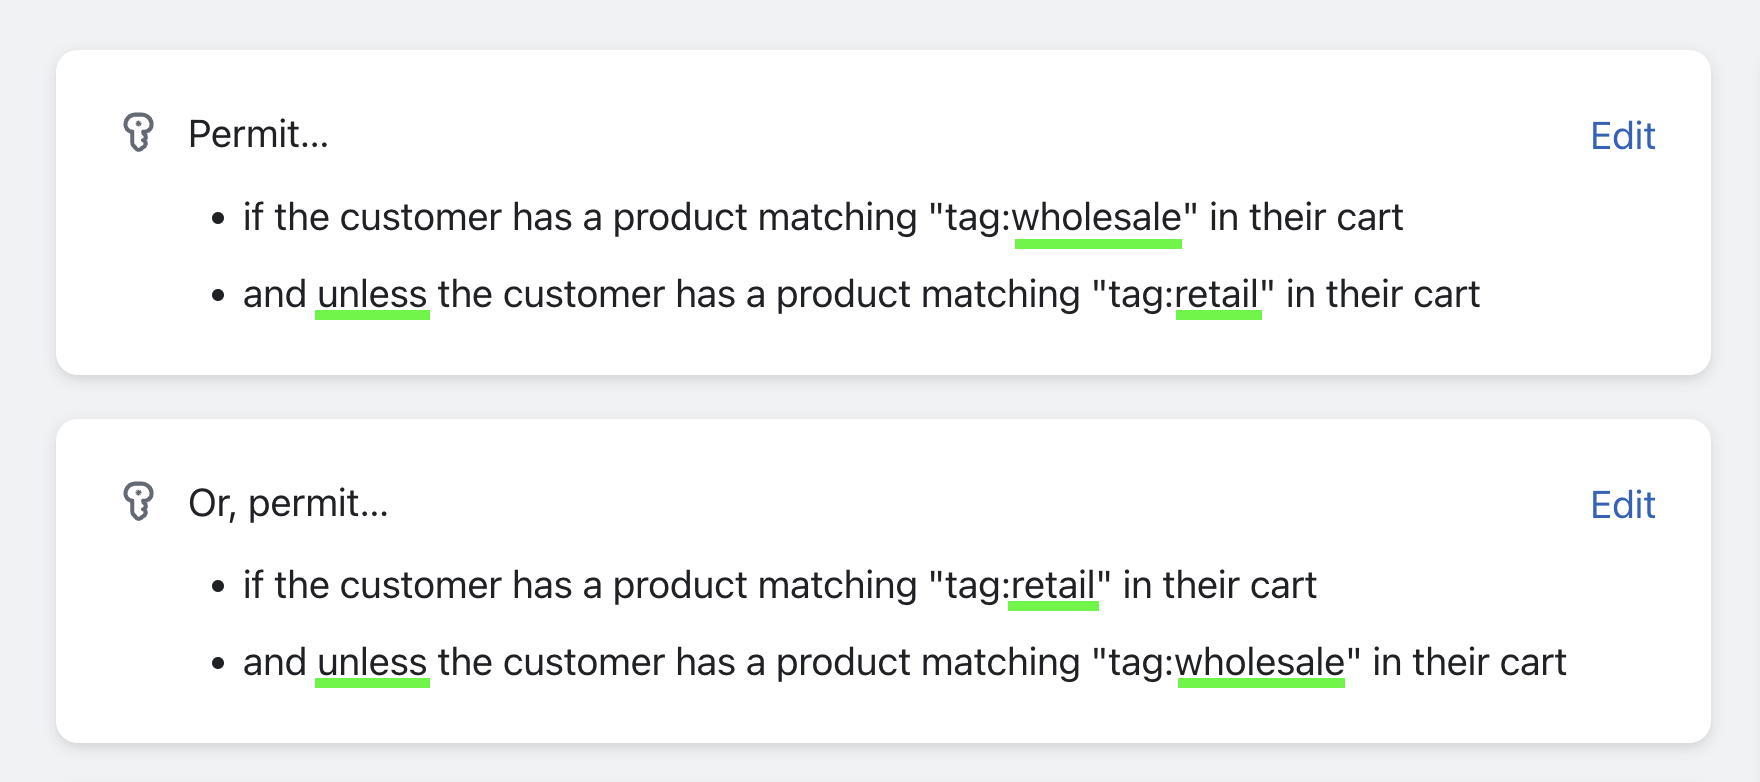 Permit...
Edit
if the customer has a product matching "tag:wholesale" in their cart
and unless the customer has a product matching "tag:retail" in their cart
Or, permit...
Edit
if the customer has a product matching "tag:retail" in their cart
and unless the customer has a product matching "tag:wholesale" in their cart